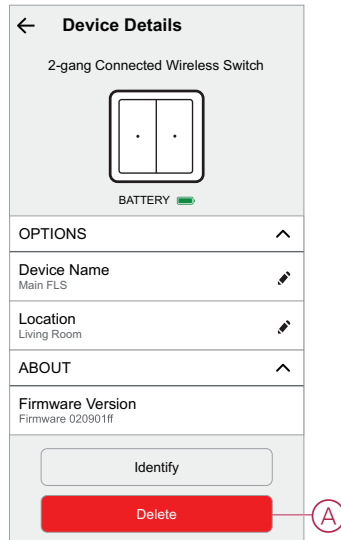 Device Details
2-gang Connected Wireless Switch
BATTERY
OPTIONS
Device Name
Main FLS
Location
Living Room
ABOUT
Firmware Version
Firmware 020901ff
Identify
Delete
A